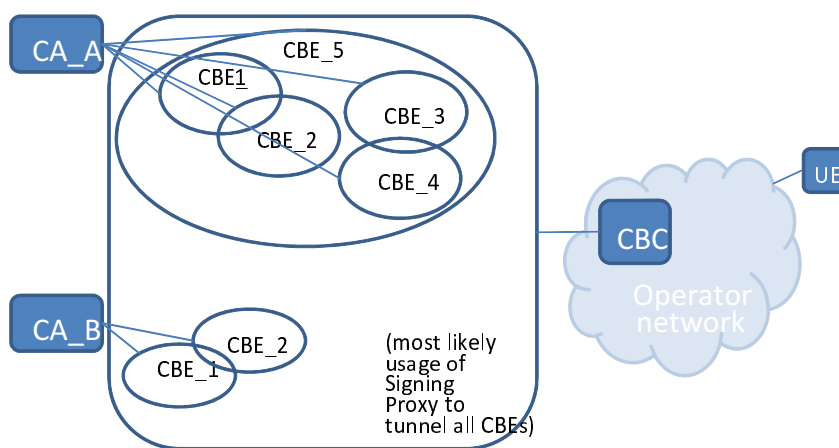 CA_A
CBE_5
CBE1
CBE_2
CBE_3
CBE_4
UE
CBC
Operator
network
CA_B
CBE_2
CBE_1
(most likely
usage of
Signing
Proxy to
tunnel all CBEs)